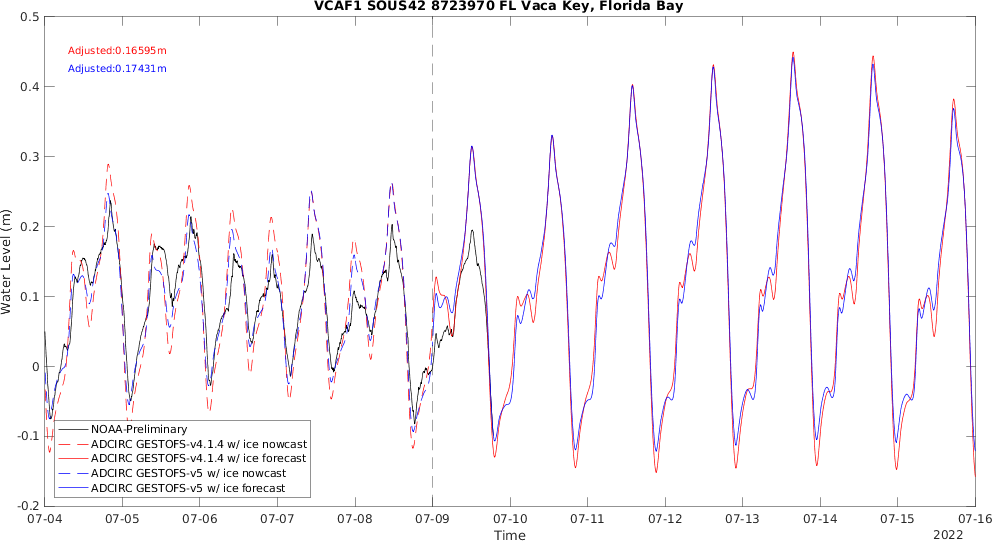 VCAF1 SOUS42 8723970 FL Vaca Key, Florida Bay
Adjusted:0.16595m
Adjusted:0.17431m
Water Level (m)
0.5
0.4
0.3
0.2
0.1
0
-0.1
-0.2
NOAA-Preliminary
ADCIRC GESTOFS-v4.1.4 w/ ice nowcast
ADCIRC GESTOFS-v4.1.4 w/ ice forecast
ADCIRC GESTOFS-v5 w/ ice nowcast
ADCIRC GESTOFS-v5 w/ ice forecast
07-04 07-05 07-06 07-07 07-08 07-09 07-10 07-11 07-12 07-13 07-14 07-15 07-16
Time
2022